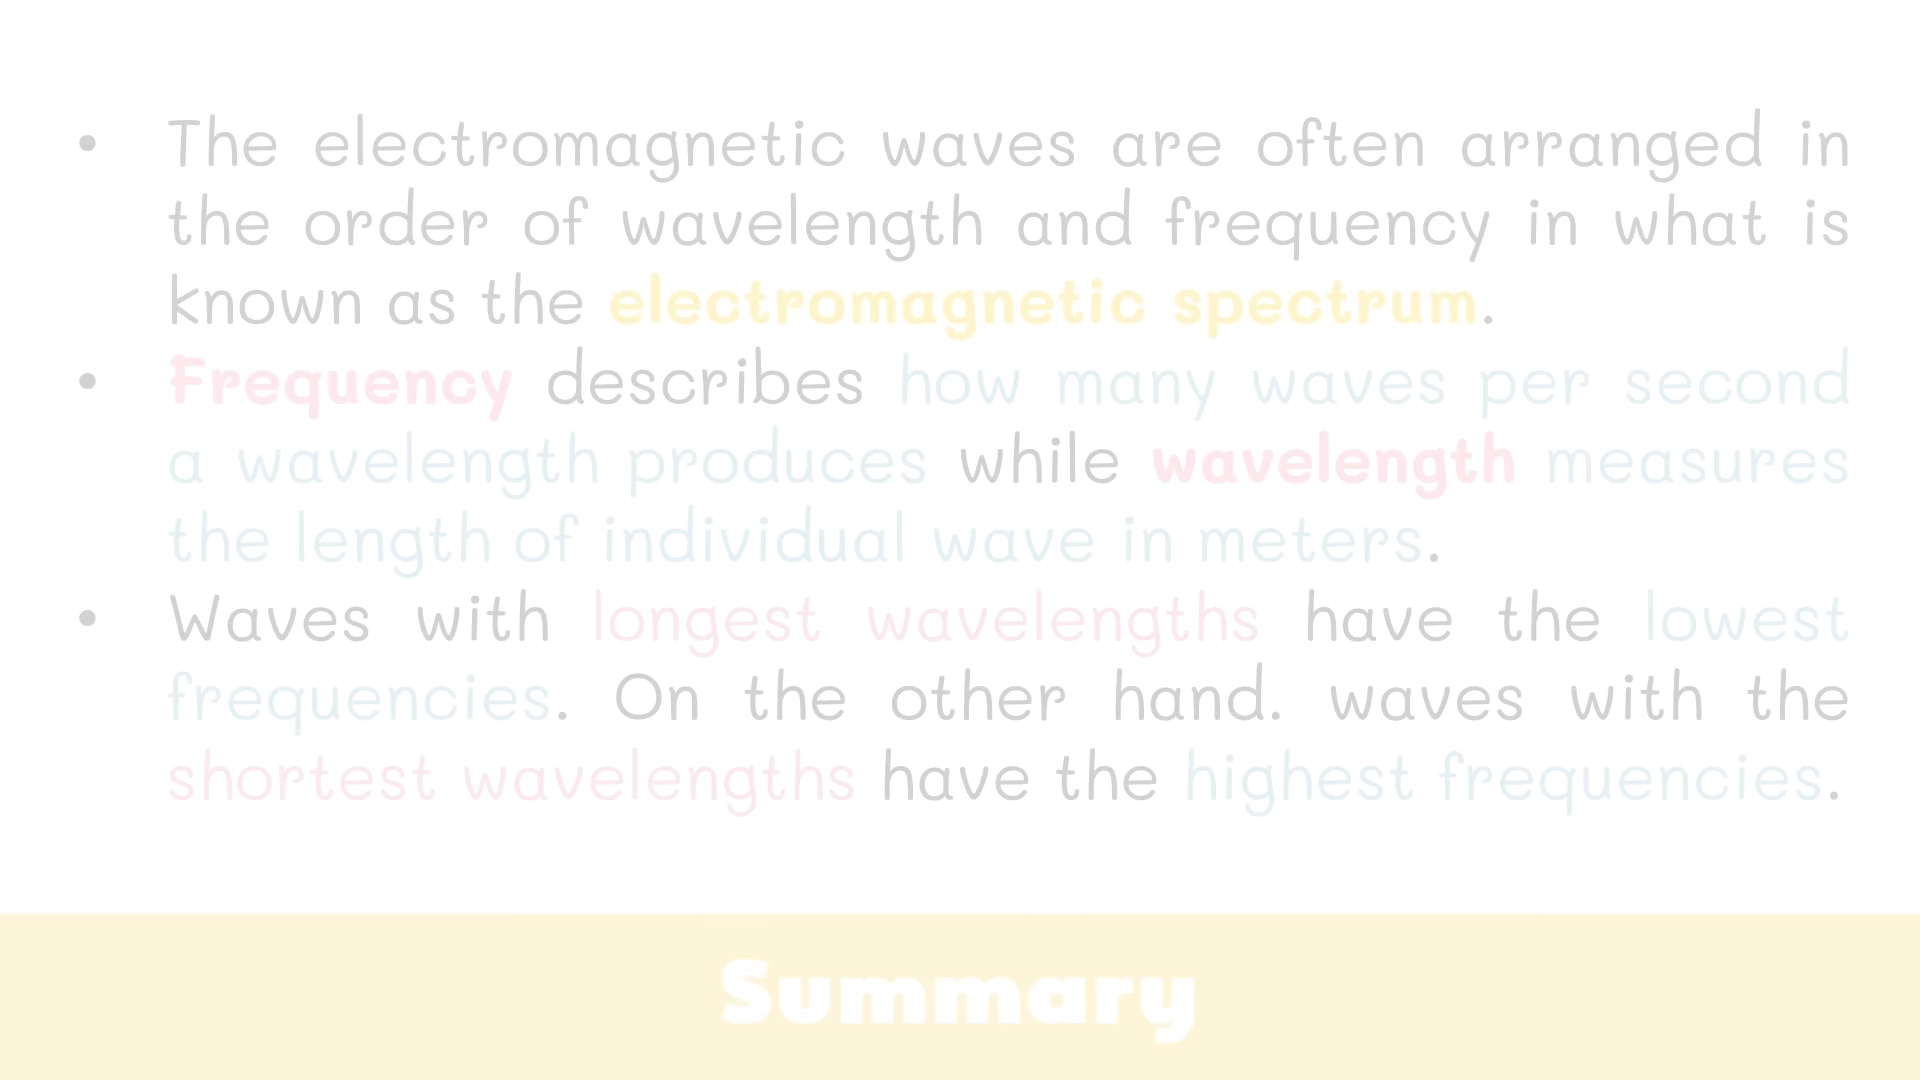 • The electromagnetic waves are often arranged in
the order of wavelength and frequency in what is
known as the electromagnetic spectrum.
• Frequency describes how many waves per second
a wavelength produces while wavelength measures
the length of individual wave in meters.
• Waves with longest wavelengths have the lowest
frequencies. On the other hand. waves with the
shortest wavelengths have the highest frequencies.
Summary